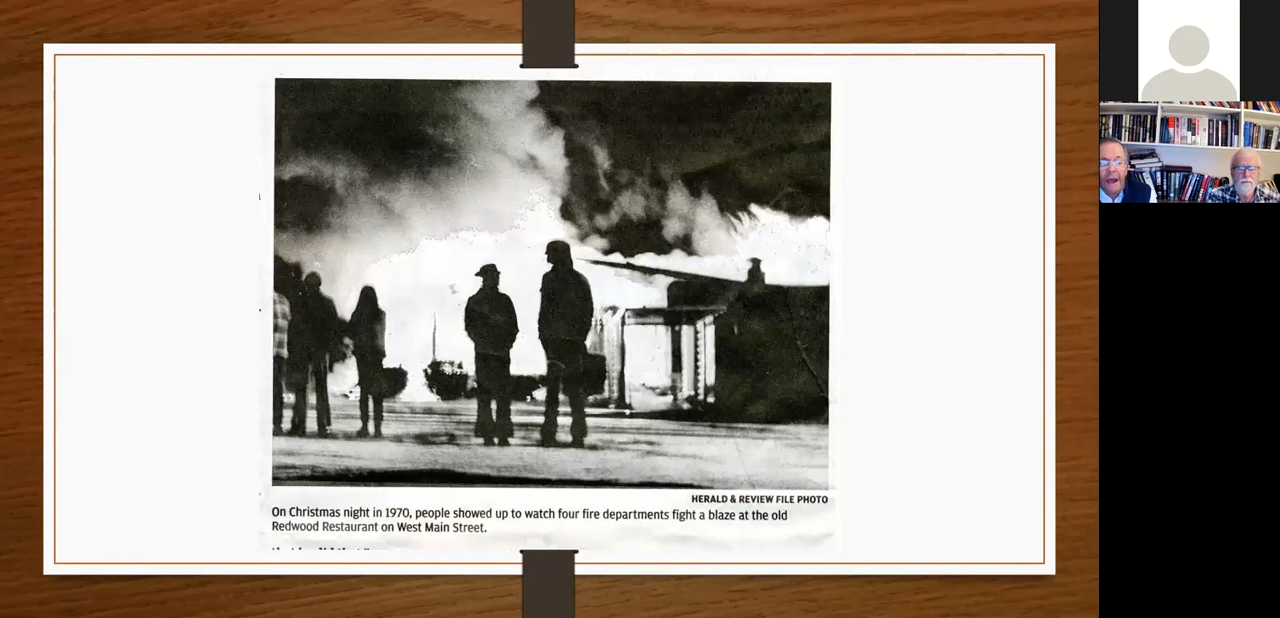 HERALD & REVIEW FILE PHOTO
On Christmas night in 1970, people showed up to watch four fire departments fight a blaze at the old
Redwood Restaurant on West Main Street.